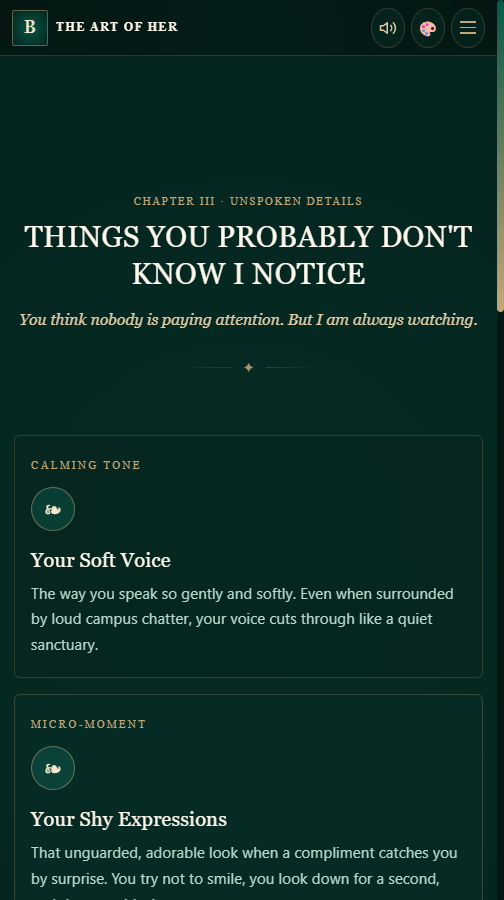 B THE ART OF HER
CHAPTER III · UNSPOKEN DETAILS
THINGS YOU PROBABLY DON'T
KNOW I NOTICE
You think nobody is paying attention. But I am always watching.
CALMING TONE
Your Soft Voice
The way you speak so gently and softly. Even when surrounded
by loud campus chatter, your voice cuts through like a quiet
sanctuary.
MICRO-MOMENT
Your Shy Expressions
That unguarded, adorable look when a compliment catches you
by surprise. You try not to smile, you look down for a second,